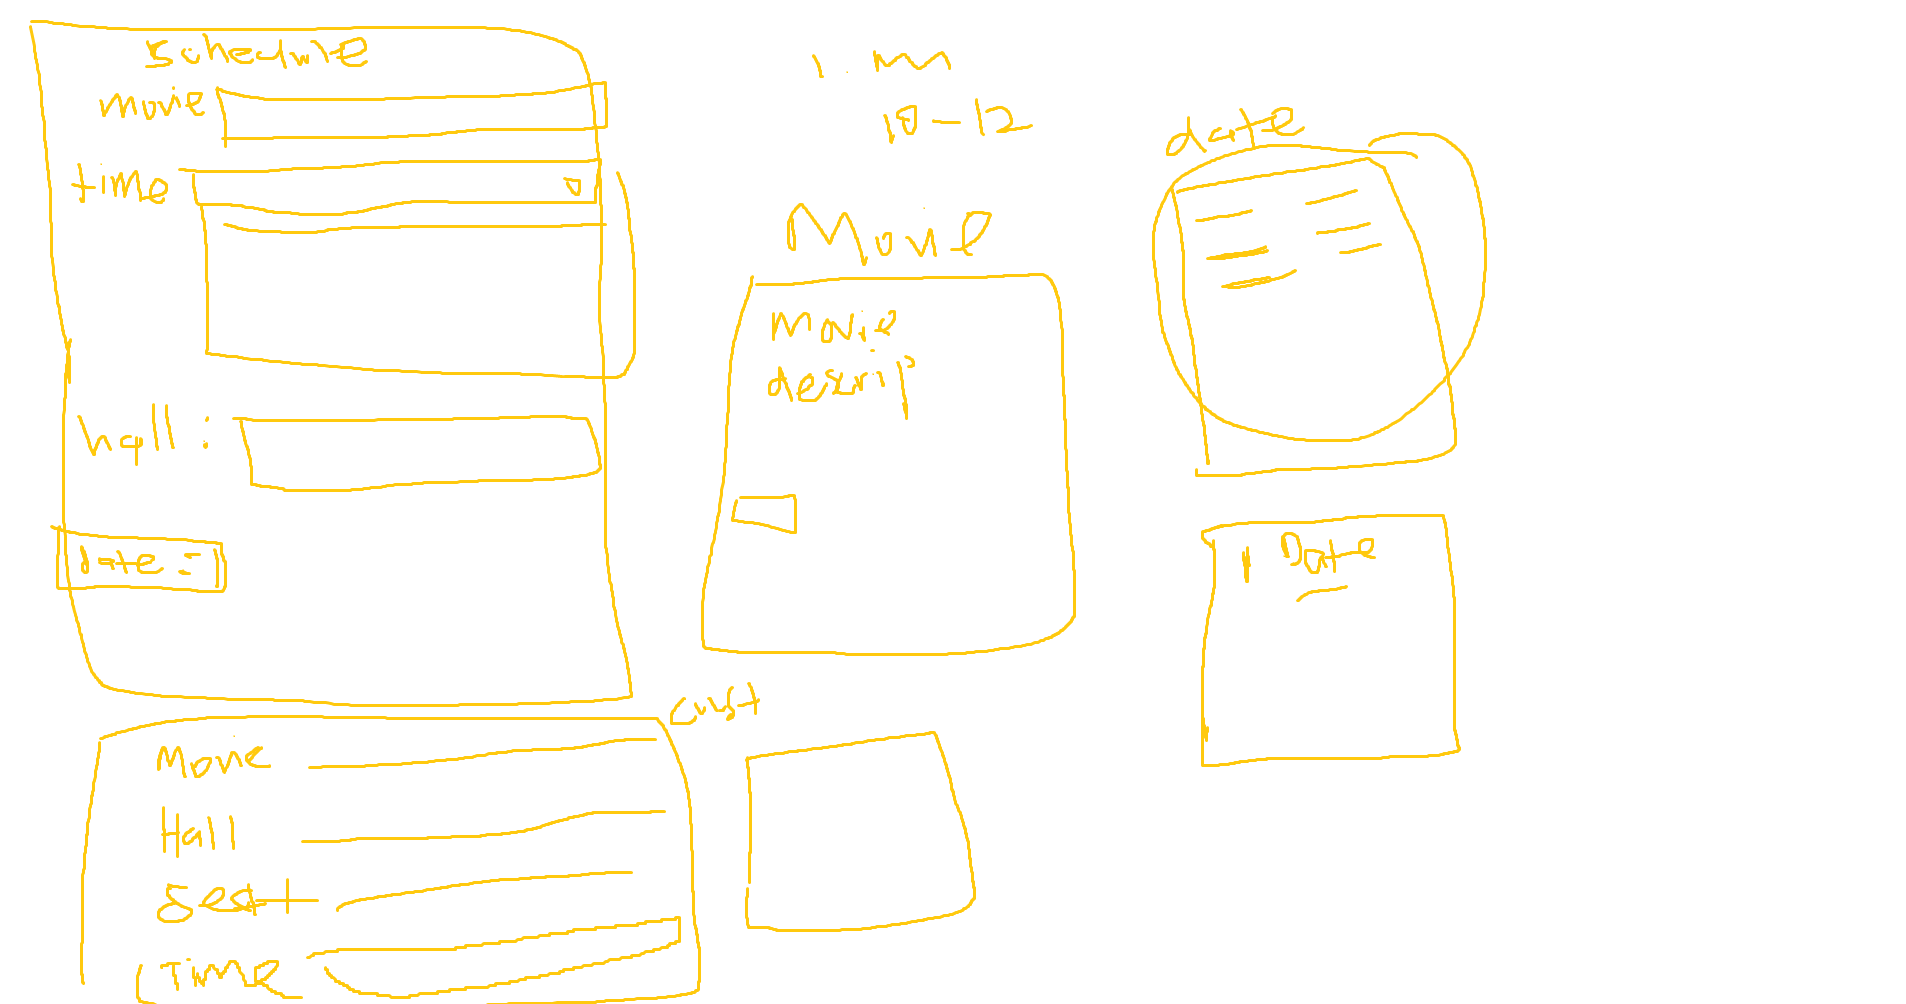 schedule
movie
time
hall :
date =
10-12
Movie
movie
descrip
date
1 Date
cust
Movie
Hall
Seat
Time